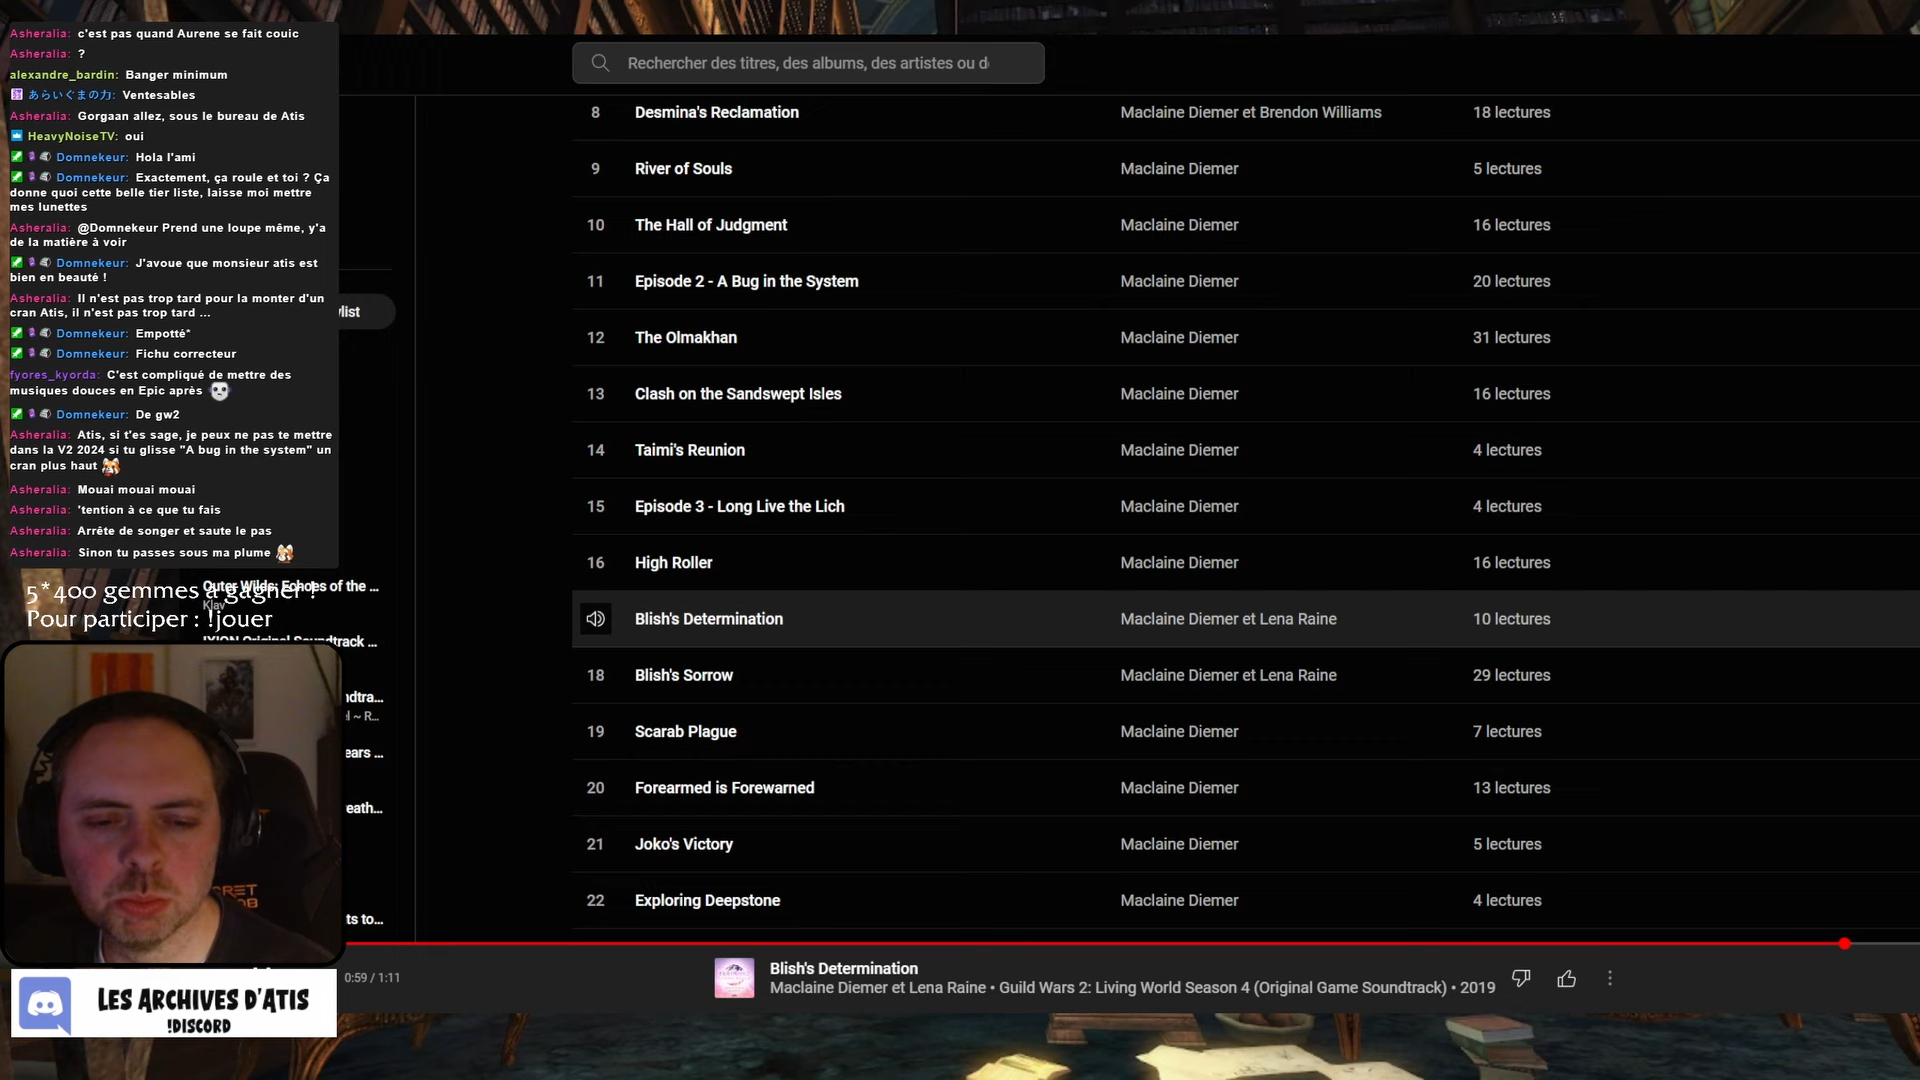 Asheralia: c'est pas quand Aurene se fait couic
Asheralia: ?
alexandre_bardin: Banger minimum
あらいぐまの力: Ventesables
Asheralia: Gorgaan allez, sous le bureau de Atis
HeavyNoiseTV: oui
Domnekeur: Hola l'ami
Domnekeur: Exactement, ça roule et toi ? Ça
donne quoi cette belle tier liste, laisse moi mettre
mes lunettes
Asheralia: @Domnekeur Prend une loupe même, y'a
de la matière à voir
Domnekeur: J'avoue que monsieur atis est
bien en beauté !
Asheralia: Il n'est pas trop tard pour la monter d'un
cran Atis, il n'est pas trop tard ...
Domnekeur: Empotté*
Domnekeur: Fichu correcteur
fyores_kyorda: C'est compliqué de mettre des
musiques douces en Epic après
Domnekeur: De gw2
Asheralia: Atis, si t'es sage, je peux ne pas te mettre
dans la V2 2024 si tu glisse "A bug in the system" un
cran plus haut
Asheralia: Mouai mouai mouai
Asheralia: 'tention à ce que tu fais
Asheralia: Arrête de songer et saute le pas
Asheralia: Sinon tu passes sous ma plume
5*400 gemmes à gagner !
Pour participer : !jouer
ylist
Outer Wilds: Echoes of the ...
Klav
IXION Original Soundtrack ...
ndtra...
l ~ R...
ears ...
eath...
ts to...
LES ARCHIVES D'ATIS
!DISCORD
Rechercher des titres, des albums, des artistes ou d
8 Desmina's Reclamation Maclaine Diemer et Brendon Williams 18 lectures
9 River of Souls Maclaine Diemer 5 lectures
10 The Hall of Judgment Maclaine Diemer 16 lectures
11 Episode 2 - A Bug in the System Maclaine Diemer 20 lectures
12 The Olmakhan Maclaine Diemer 31 lectures
13 Clash on the Sandswept Isles Maclaine Diemer 16 lectures
14 Taimi's Reunion Maclaine Diemer 4 lectures
15 Episode 3 - Long Live the Lich Maclaine Diemer 4 lectures
16 High Roller Maclaine Diemer 16 lectures
Blish's Determination Maclaine Diemer et Lena Raine 10 lectures
18 Blish's Sorrow Maclaine Diemer et Lena Raine 29 lectures
19 Scarab Plague Maclaine Diemer 7 lectures
20 Forearmed is Forewarned Maclaine Diemer 13 lectures
21 Joko's Victory Maclaine Diemer 5 lectures
22 Exploring Deepstone Maclaine Diemer 4 lectures
0:59 / 1:11
Blish's Determination
Maclaine Diemer et Lena Raine • Guild Wars 2: Living World Season 4 (Original Game Soundtrack) • 2019